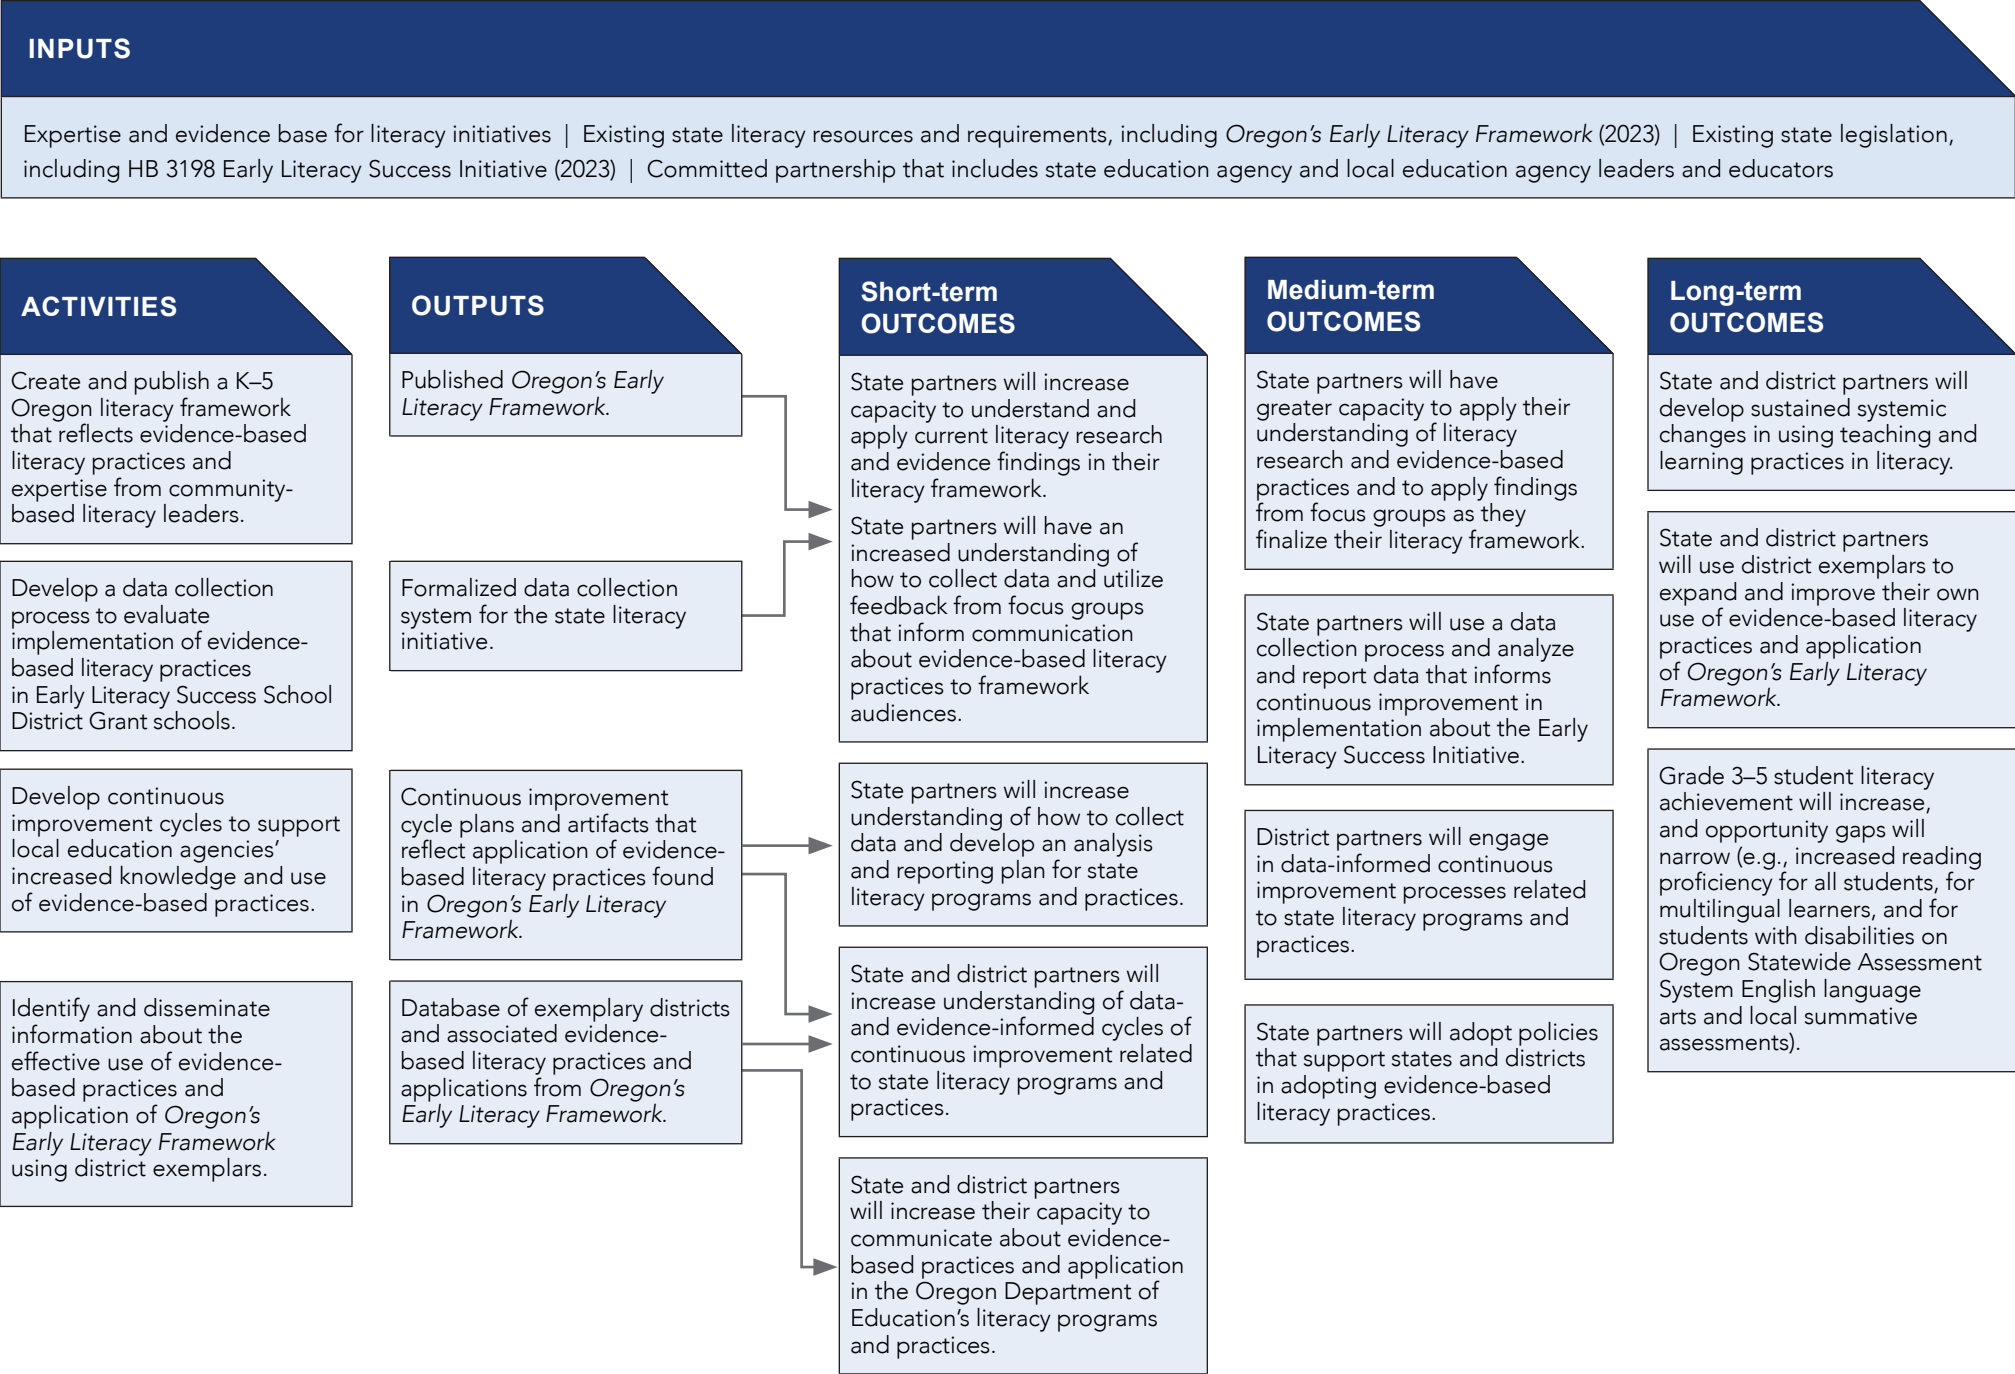 INPUTS
Expertise and evidence base for literacy initiatives | Existing state literacy resources and requirements, including Oregon’s Early Literacy Framework (2023) | Existing state legislation,
including HB 3198 Early Literacy Success Initiative (2023) | Committed partnership that includes state education agency and local education agency leaders and educators
ACTIVITIES
Create and publish a K–5
Oregon literacy framework
that reflects evidence-based
literacy practices and
expertise from community-
based literacy leaders.
Develop a data collection
process to evaluate
implementation of evidence-
based literacy practices
in Early Literacy Success School
District Grant schools.
Develop continuous
improvement cycles to support
local education agencies’
increased knowledge and use
of evidence-based practices.
Identify and disseminate
information about the
effective use of evidence-
based practices and
application of Oregon’s
Early Literacy Framework
using district exemplars.
OUTPUTS
Published Oregon’s Early
Literacy Framework.
Formalized data collection
system for the state literacy
initiative.
Continuous improvement
cycle plans and artifacts that
reflect application of evidence-
based literacy practices found
in Oregon’s Early Literacy
Framework.
Database of exemplary districts
and associated evidence-
based literacy practices and
applications from Oregon’s
Early Literacy Framework.
Short-term
OUTCOMES
State partners will increase
capacity to understand and
apply current literacy research
and evidence findings in their
literacy framework.
State partners will have an
increased understanding of
how to collect data and utilize
feedback from focus groups
that inform communication
about evidence-based literacy
practices to framework
audiences.
State partners will increase
understanding of how to collect
data and develop an analysis
and reporting plan for state
literacy programs and practices.
State and district partners will
increase understanding of data-
and evidence-informed cycles of
continuous improvement related
to state literacy programs and
practices.
State and district partners
will increase their capacity to
communicate about evidence-
based practices and application
in the Oregon Department of
Education’s literacy programs
and practices.
Medium-term
OUTCOMES
State partners will have
greater capacity to apply their
understanding of literacy
research and evidence-based
practices and to apply findings
from focus groups as they
finalize their literacy framework.
State partners will use a data
collection process and analyze
and report data that informs
continuous improvement in
implementation about the Early
Literacy Success Initiative.
District partners will engage
in data-informed continuous
improvement processes related
to state literacy programs and
practices.
State partners will adopt policies
that support states and districts
in adopting evidence-based
literacy practices.
Long-term
OUTCOMES
State and district partners will
develop sustained systemic
changes in using teaching and
learning practices in literacy.
State and district partners
will use district exemplars to
expand and improve their own
use of evidence-based literacy
practices and application
of Oregon’s Early Literacy
Framework.
Grade 3–5 student literacy
achievement will increase,
and opportunity gaps will
narrow (e.g., increased reading
proficiency for all students, for
multilingual learners, and for
students with disabilities on
Oregon Statewide Assessment
System English language
arts and local summative
assessments).